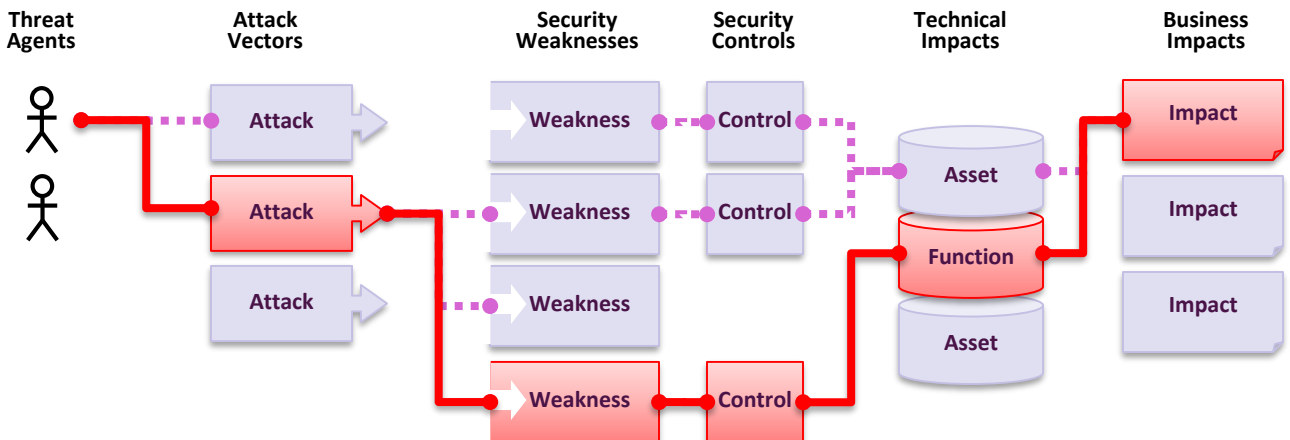 Threat
Agents
Attack
Vectors
Security
Weaknesses
Security
Controls
Technical
Impacts
Business
Impacts
Attack
Weakness
Control
Impact
Asset
Attack
Weakness
Control
Impact
Function
Attack
Weakness
Impact
Asset
Weakness
Control